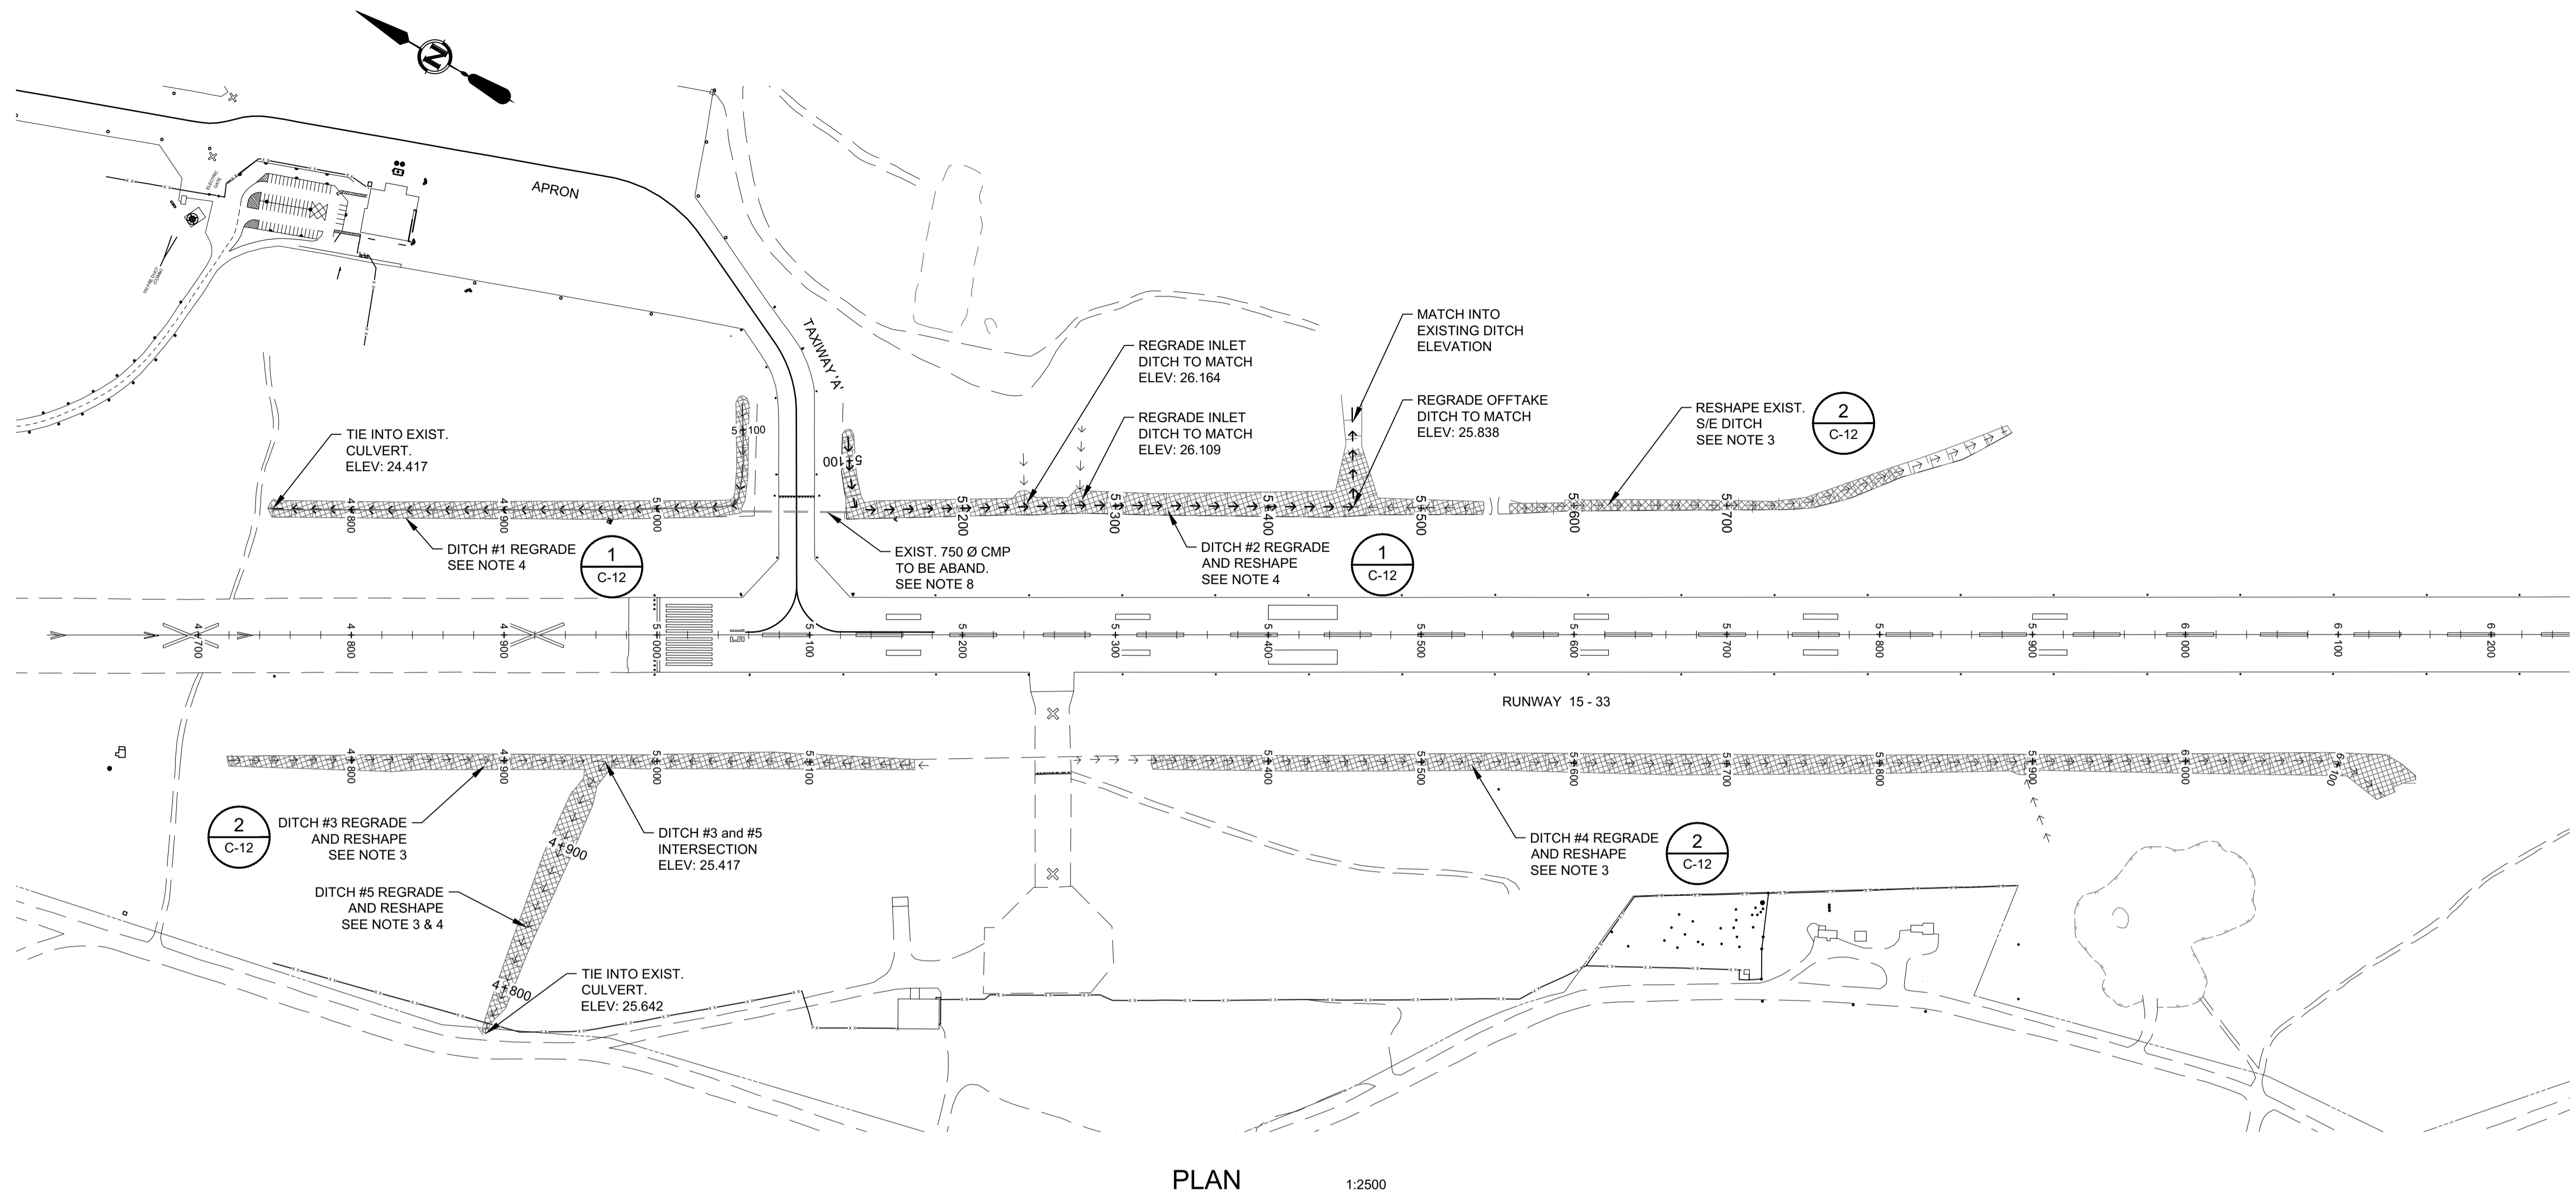 N
APRON
ELECTRIC
GATE
TAXIWAY 'A'
MATCH INTO
EXISTING DITCH
ELEVATION
REGRADE INLET
DITCH TO MATCH
ELEV: 26.164
REGRADE OFFTAKE
DITCH TO MATCH
ELEV: 25.838
RESHAPE EXIST.
S/E DITCH
SEE NOTE 3
2
C-12
REGRADE INLET
DITCH TO MATCH
ELEV: 26.109
TIE INTO EXIST.
CULVERT.
ELEV: 24.417
5+100
5+100
4+800
4+900
5+000
5+200
5+300
5+400
5+500
5+600
5+700
DITCH #1 REGRADE
SEE NOTE 4
1
C-12
EXIST. 750 Ø CMP
TO BE ABAND.
SEE NOTE 8
DITCH #2 REGRADE
AND RESHAPE
SEE NOTE 4
1
C-12
4+700
4+800
4+900
5+000
5+100
5+200
5+300
5+400
5+500
5+600
5+700
5+800
5+900
6+000
6+100
6+200
RUNWAY 15 - 33
4+800
4+900
5+000
5+100
5+400
5+500
5+600
5+700
5+800
5+900
6+000
6+100
2
C-12
DITCH #3 REGRADE
AND RESHAPE
SEE NOTE 3
DITCH #3 and #5
INTERSECTION
ELEV: 25.417
DITCH #4 REGRADE
AND RESHAPE
SEE NOTE 3
2
C-12
4+900
DITCH #5 REGRADE
AND RESHAPE
SEE NOTE 3 & 4
4+800
TIE INTO EXIST.
CULVERT.
ELEV: 25.642
PLAN 1:2500